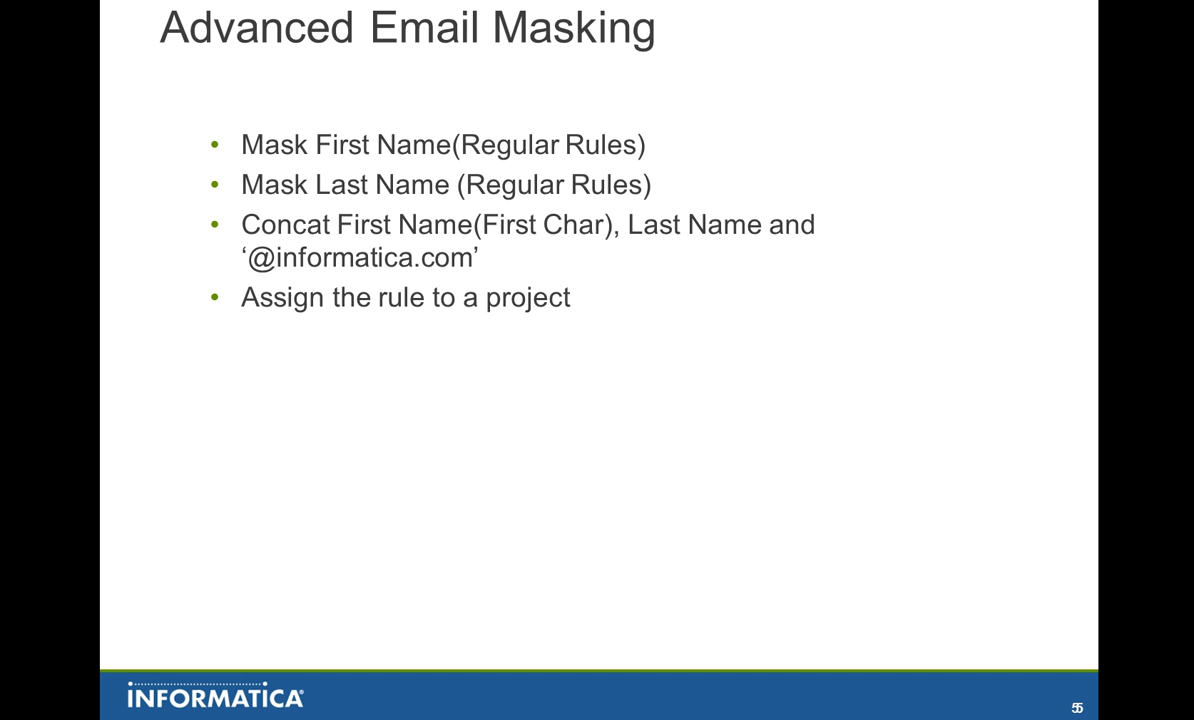 Advanced Email Masking
• Mask First Name(Regular Rules)
• Mask Last Name (Regular Rules)
• Concat First Name(First Char), Last Name and
‘@informatica.com’
• Assign the rule to a project
INFORMATICA®